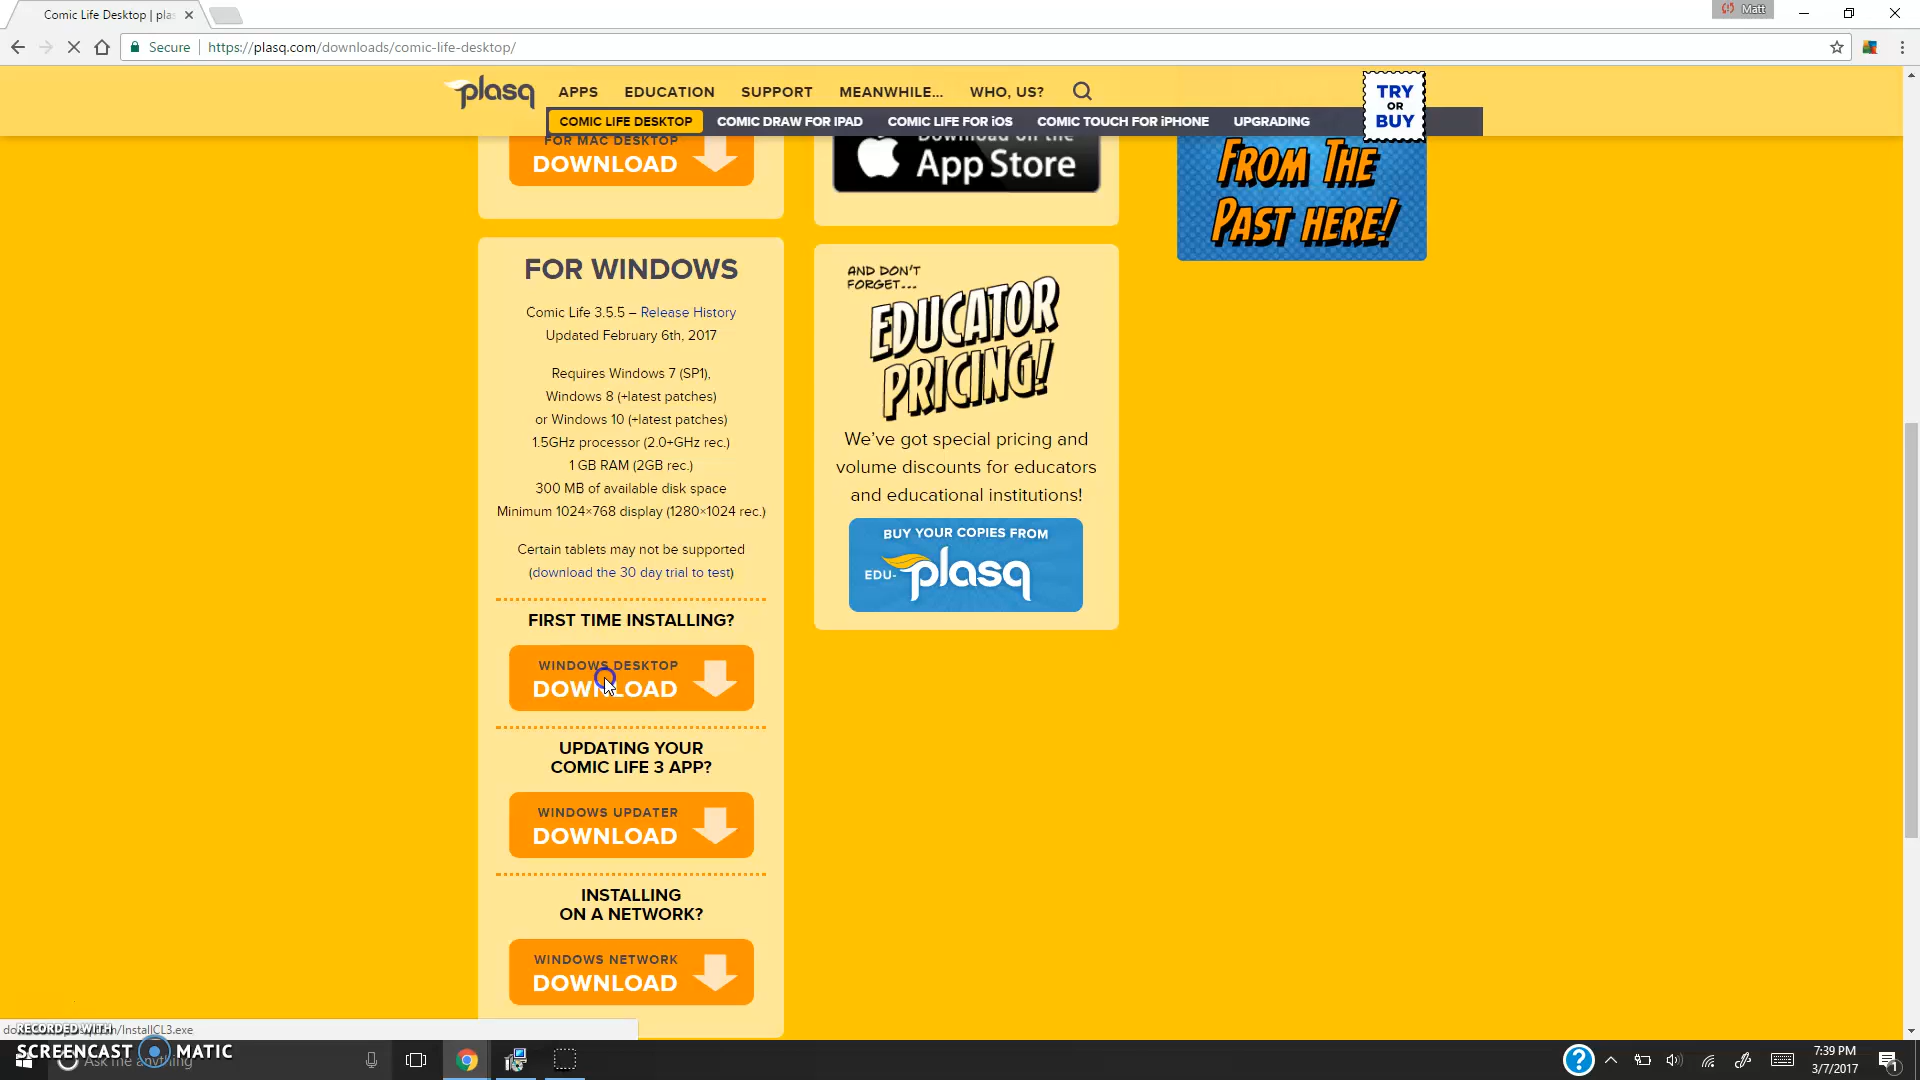 Comic Life Desktop | plas
Matt
Secure
https://plasq.com/downloads/comic-life-desktop/
plasq
APPS
EDUCATION
SUPPORT
MEANWHILE...
WHO, US?
TRY
OR
BUY
COMIC LIFE DESKTOP
COMIC DRAW FOR IPAD
COMIC LIFE FOR iOS
COMIC TOUCH FOR iPHONE
UPGRADING
FOR MAC DESKTOP
DOWNLOAD
Download on the
App Store
FROM THE
PAST HERE!
FOR WINDOWS
Comic Life 3.5.5 – Release History
Updated February 6th, 2017
Requires Windows 7 (SP1),
Windows 8 (+latest patches)
or Windows 10 (+latest patches)
1.5GHz processor (2.0+GHz rec.)
1 GB RAM (2GB rec.)
300 MB of available disk space
Minimum 1024×768 display (1280×1024 rec.)
Certain tablets may not be supported
(download the 30 day trial to test)
FIRST TIME INSTALLING?
WINDOWS DESKTOP
DOWNLOAD
UPDATING YOUR
COMIC LIFE 3 APP?
WINDOWS UPDATER
DOWNLOAD
INSTALLING
ON A NETWORK?
WINDOWS NETWORK
DOWNLOAD
AND DON'T
FORGET...
EDUCATOR
PRICING!
We've got special pricing and
volume discounts for educators
and educational institutions!
BUY YOUR COPIES FROM
EDU-plasq
/InstallCL3.exe
RECORDED WITH
SCREENCAST MATIC
Ask me anything
7:39 PM
3/7/2017
1